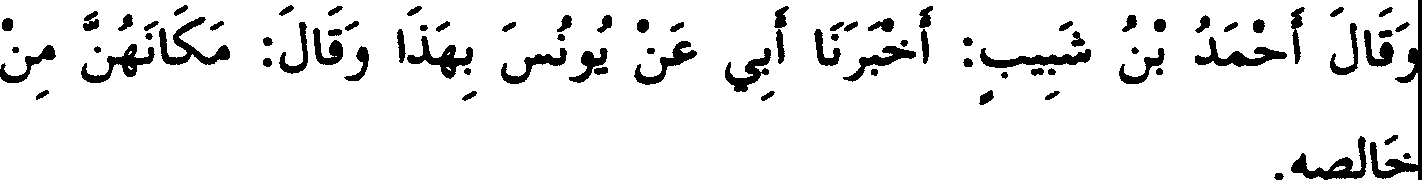 وَقَالَ أَحْمَدُ بْنُ شَبِيبٍ: أَخْبَرَنَا أَبِي عَنْ يُونُسَ بِهَذَا وَقَالَ: مَكَانَهُنَّ مِنْ
خَالصه.